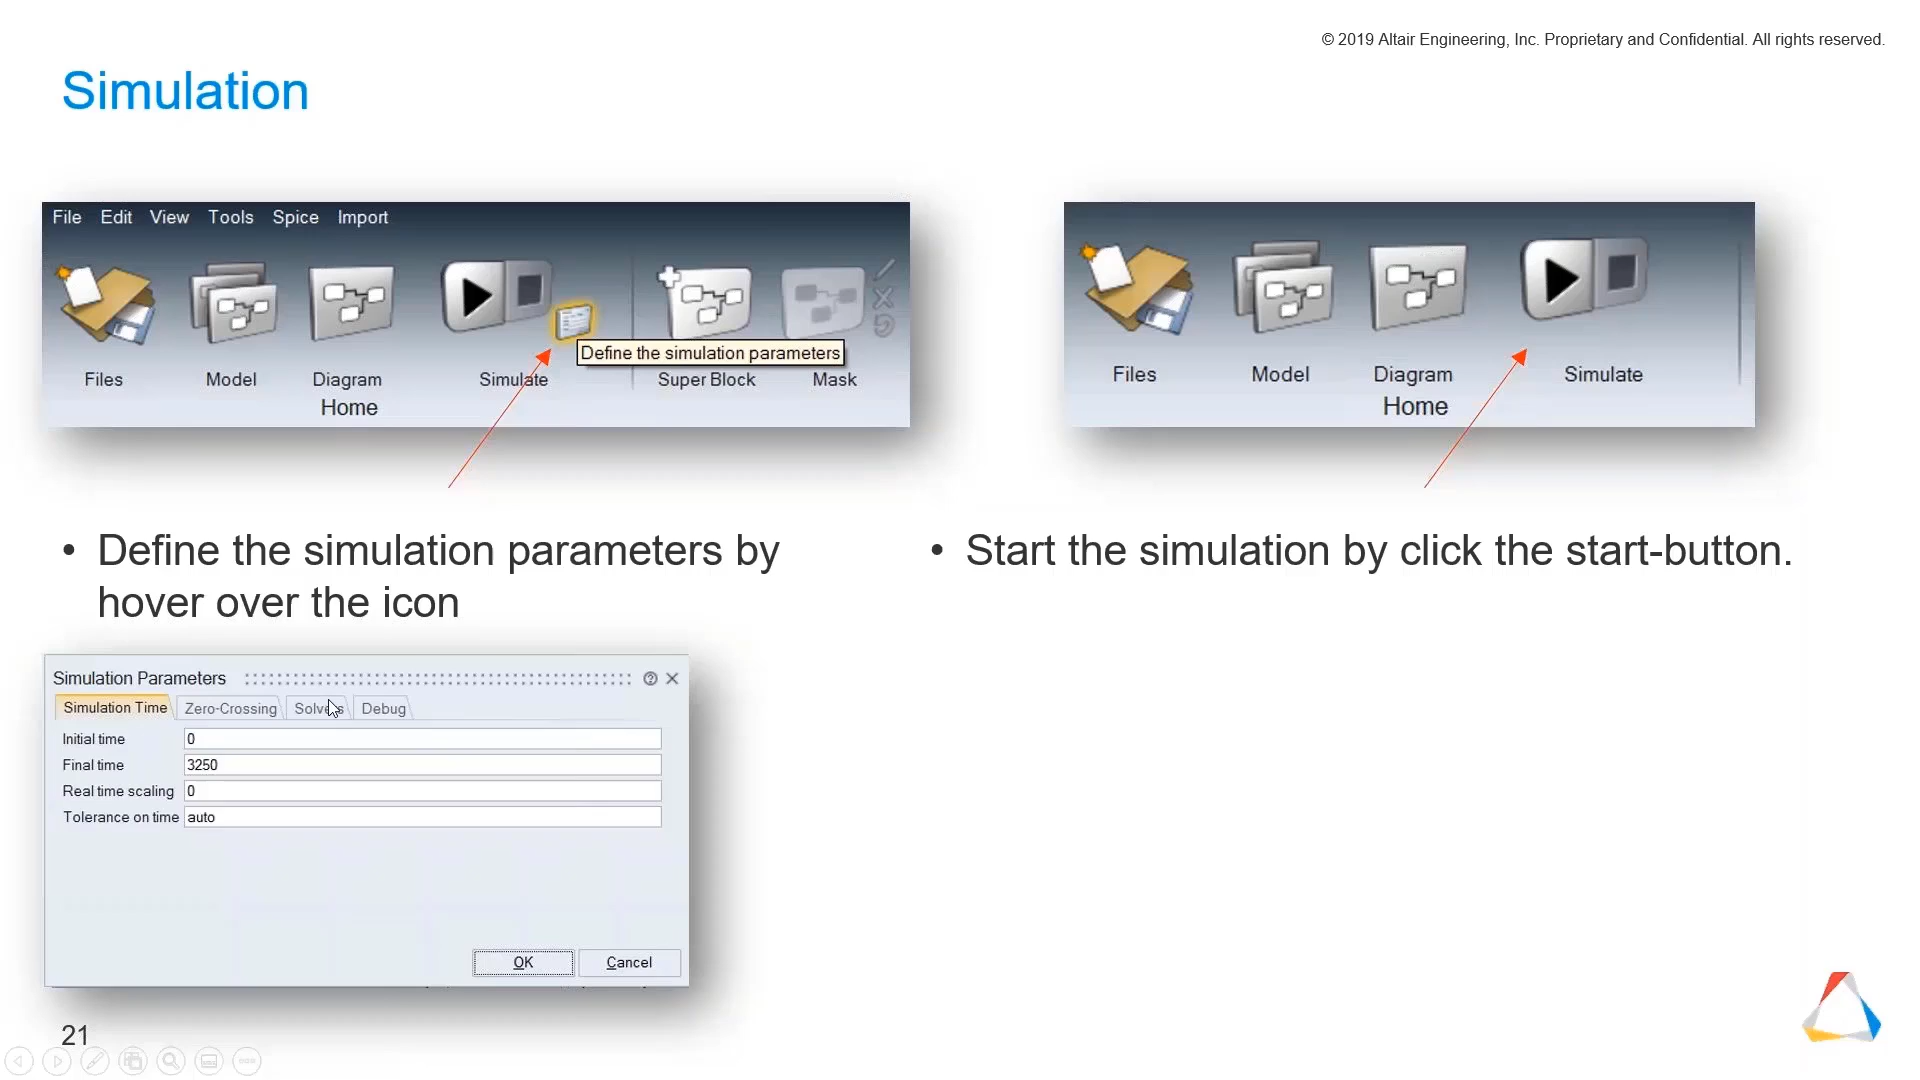 © 2019 Altair Engineering, Inc. Proprietary and Confidential. All rights reserved.
Simulation
File Edit View Tools Spice Import
Define the simulation parameters
Files Model Diagram Simulate Super Block Mask
Home
Files Model Diagram Simulate
Home
• Define the simulation parameters by
hover over the icon
• Start the simulation by click the start-button.
Simulation Parameters
Simulation Time Zero-Crossing Solvers Debug
Initial time 0
Final time 3250
Real time scaling 0
Tolerance on time auto
OK Cancel
21